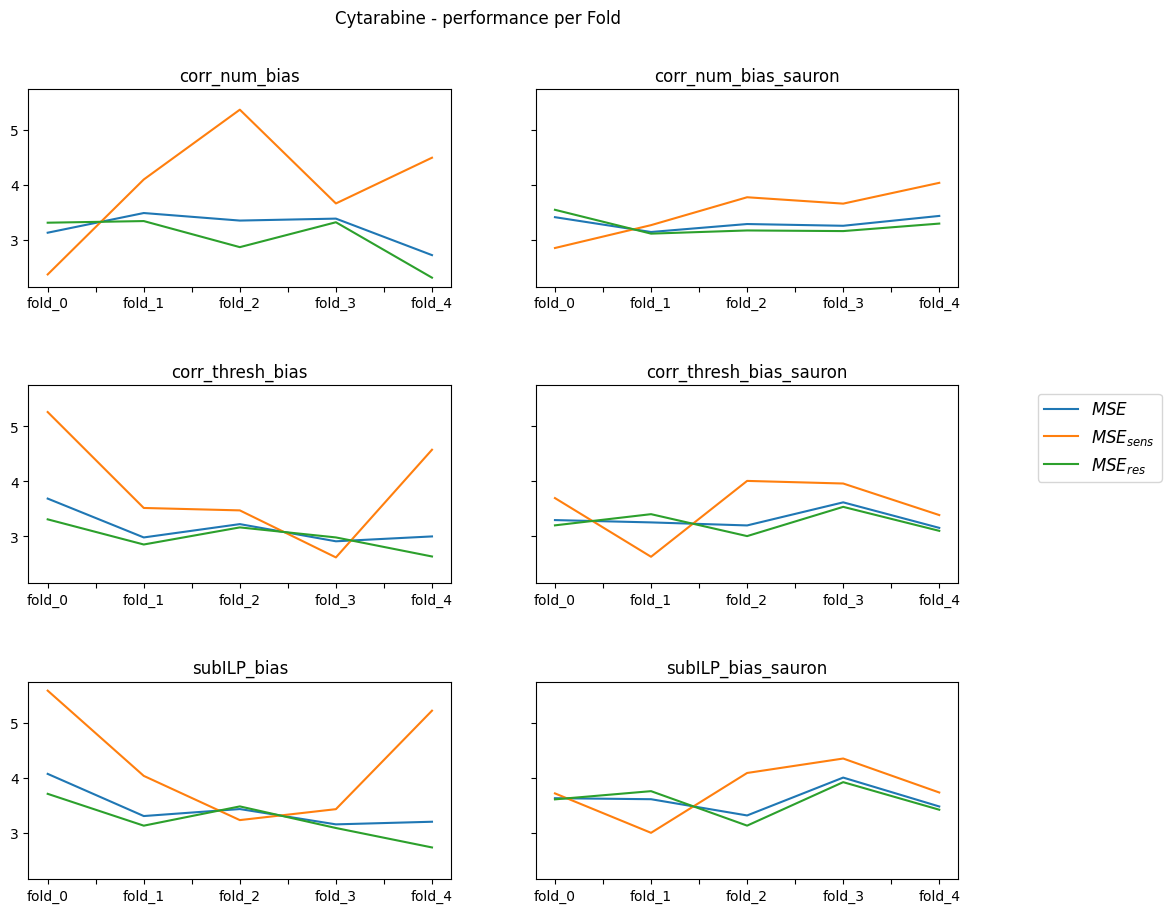 Cytarabine - performance per Fold
corr_num_bias
5
4
3
fold_0 fold_1 fold_2 fold_3 fold_4
corr_num_bias_sauron
fold_0 fold_1 fold_2 fold_3 fold_4
corr_thresh_bias
5
4
3
fold_0 fold_1 fold_2 fold_3 fold_4
corr_thresh_bias_sauron
fold_0 fold_1 fold_2 fold_3 fold_4
MSE
MSE_sens
MSE_res
subILP_bias
5
4
3
fold_0 fold_1 fold_2 fold_3 fold_4
subILP_bias_sauron
fold_0 fold_1 fold_2 fold_3 fold_4